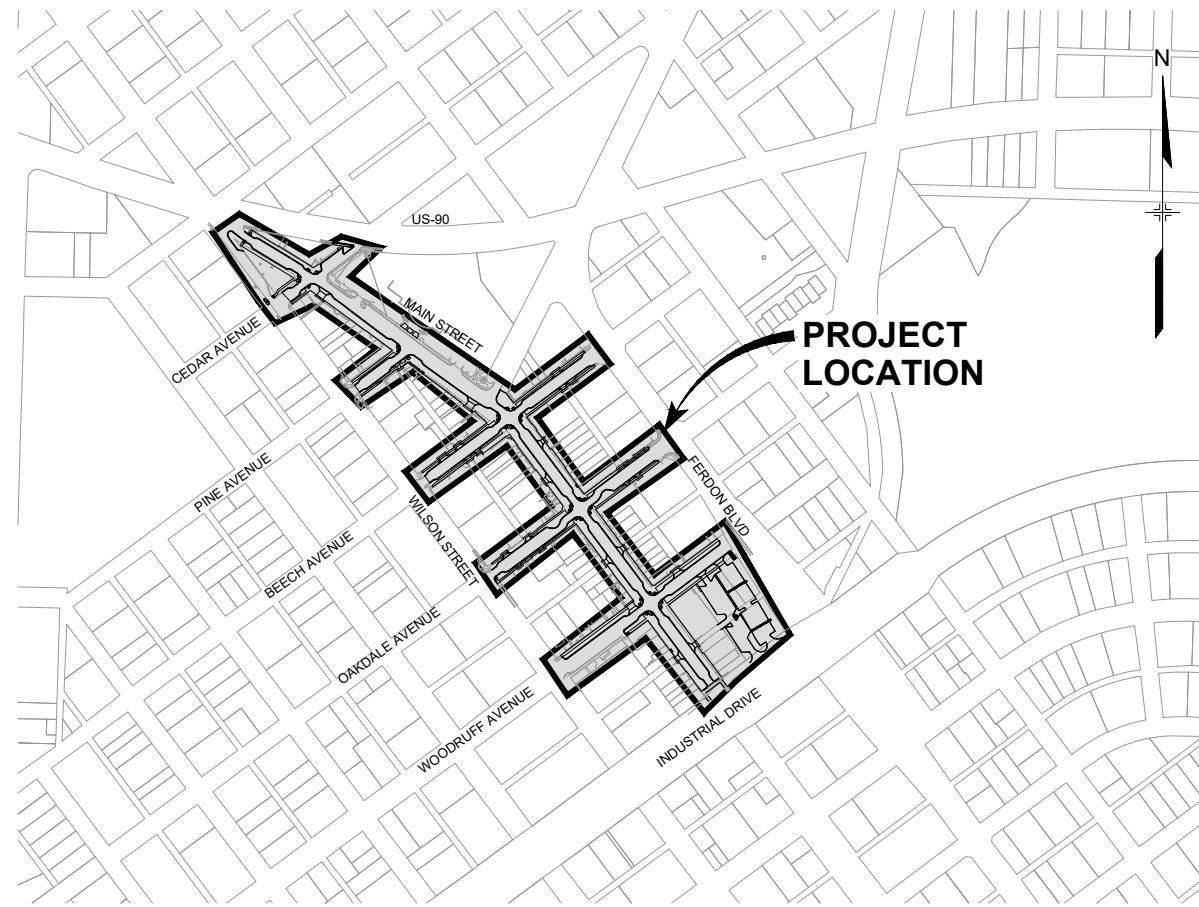 N
US-90
MAIN STREET
CEDAR AVENUE
PROJECT
LOCATION
PINE AVENUE
FERDON BLVD
WILSON STREET
BEECH AVENUE
OAKDALE AVENUE
WOODRUFF AVENUE
INDUSTRIAL DRIVE